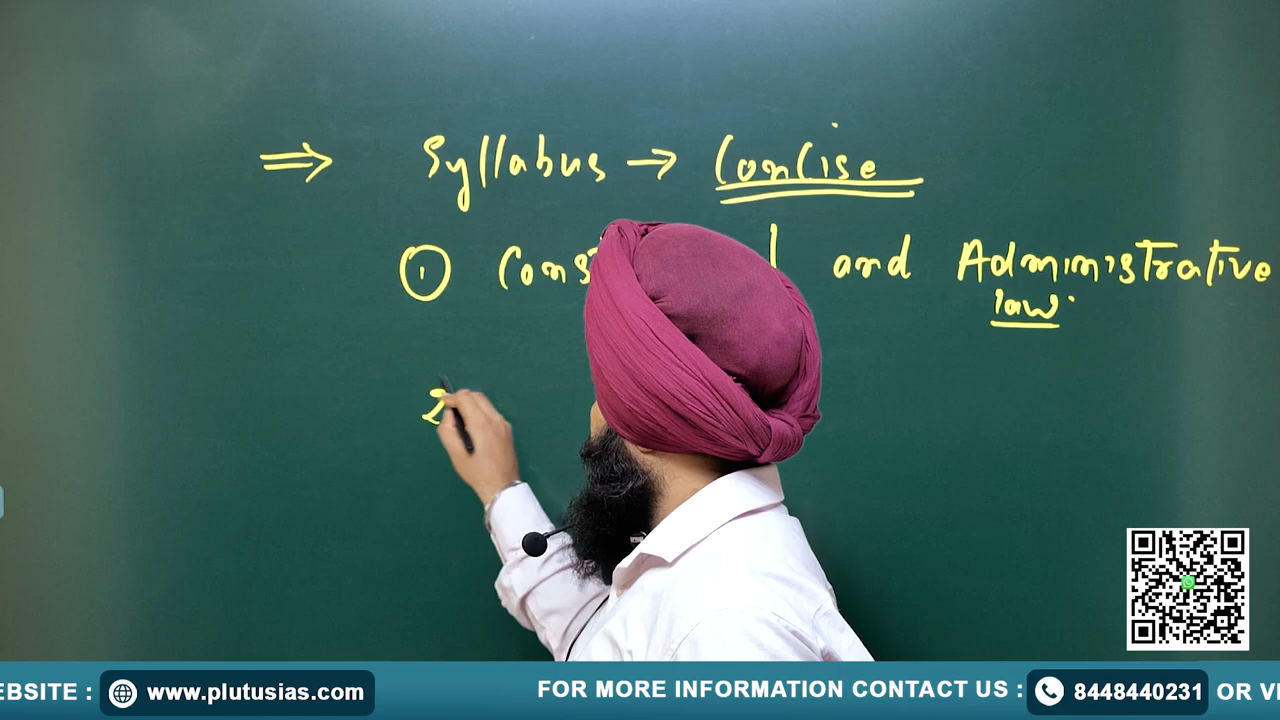 ⇒ Syllabus → Concise
① Cons l and Administrative
law.
2
EBSITE : www.plutusias.com FOR MORE INFORMATION CONTACT US : 8448440231 OR VI